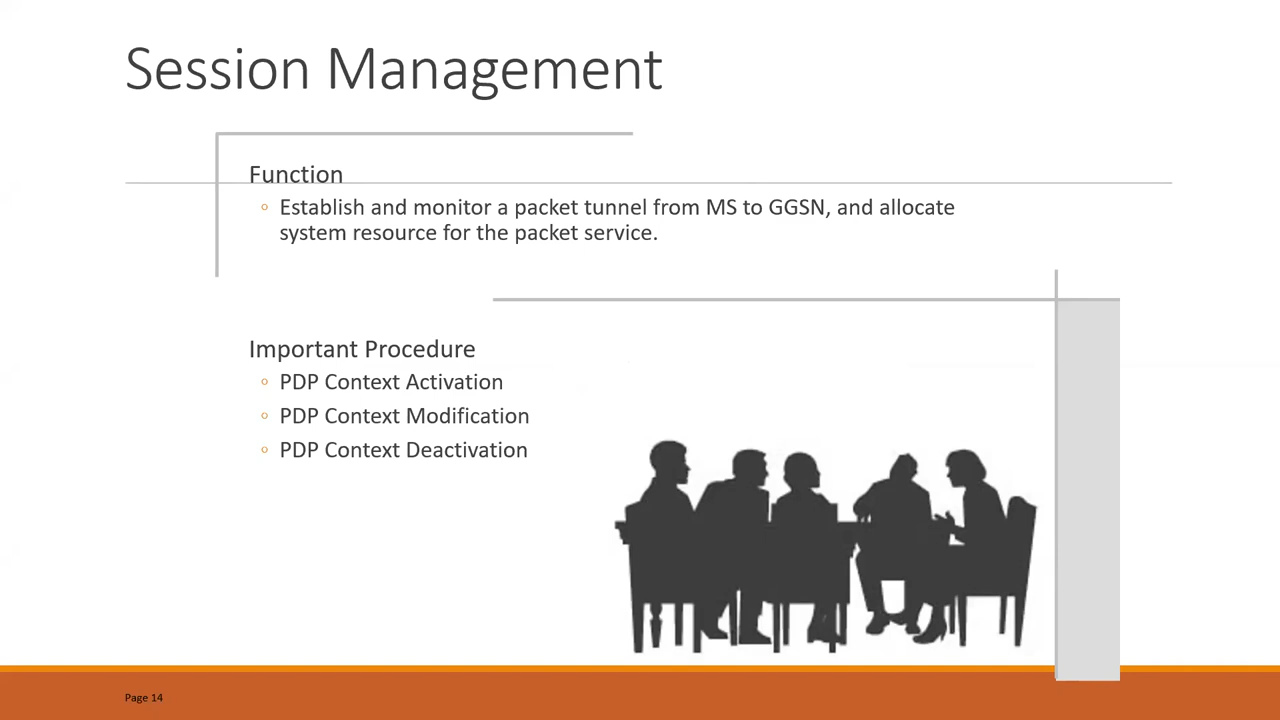 Session Management
Function
◦ Establish and monitor a packet tunnel from MS to GGSN, and allocate
system resource for the packet service.
Important Procedure
◦ PDP Context Activation
◦ PDP Context Modification
◦ PDP Context Deactivation
Page 14